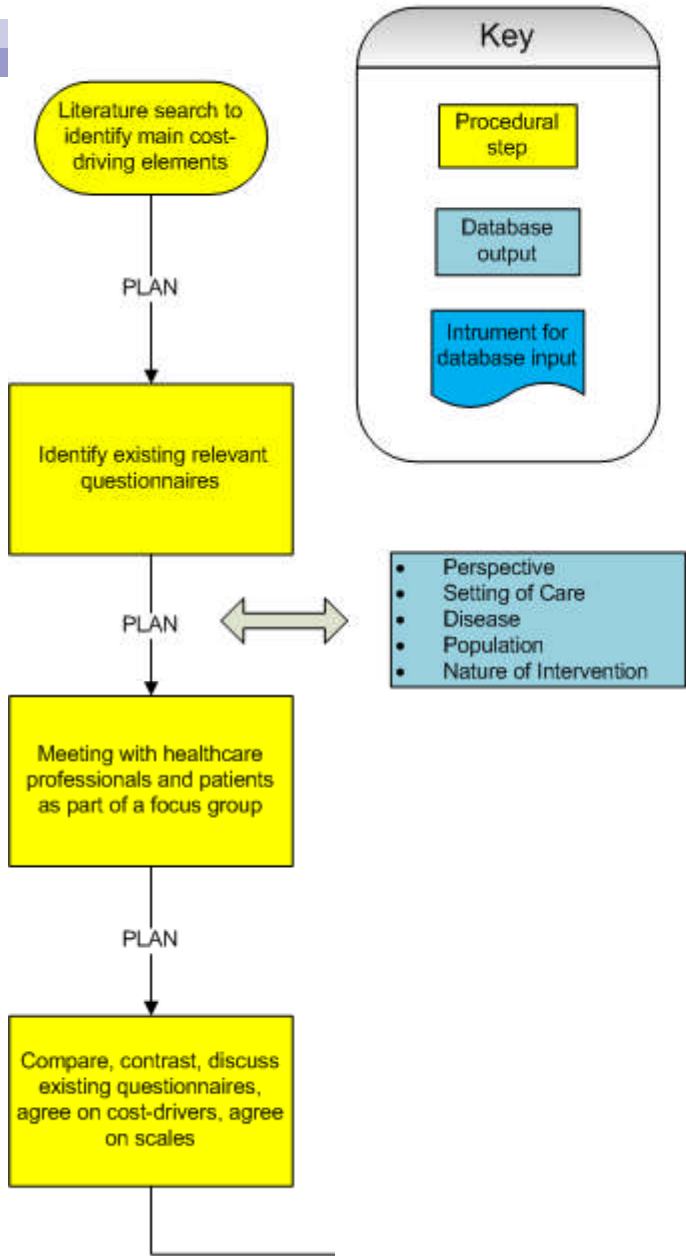 Key
Literature search to
identify main cost-
driving elements
Procedural
step
Database
output
PLAN
Intrument for
database input
Identify existing relevant
questionnaires
PLAN
• Perspective
• Setting of Care
• Disease
• Population
• Nature of Intervention
Meeting with healthcare
professionals and patients
as part of a focus group
PLAN
Compare, contrast, discuss
existing questionnaires,
agree on cost-drivers, agree
on scales